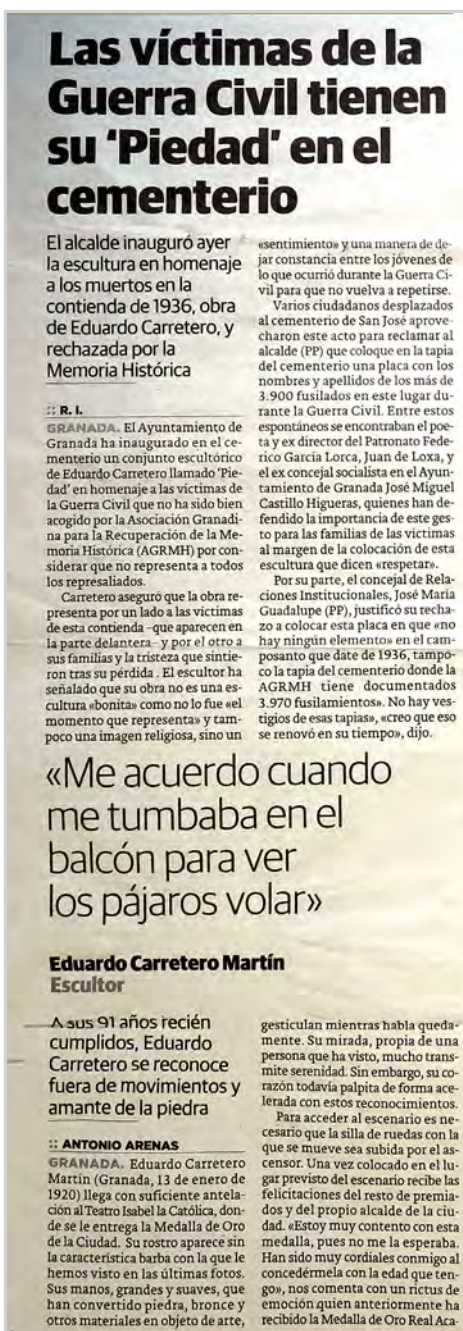 Las víctimas de la
Guerra Civil tienen
su ‘Piedad’ en el
cementerio
El alcalde inauguró ayer
la escultura en homenaje
a los muertos en la
contienda de 1936, obra
de Eduardo Carretero, y
rechazada por la
Memoria Histórica
:: R. I.
GRANADA. El Ayuntamiento de
Granada ha inaugurado en el ce-
menterio un conjunto escultórico
de Eduardo Carretero llamado ‘Pie-
dad’ en homenaje a las víctimas de
la Guerra Civil que no ha sido bien
acogido por la Asociación Granadi-
na para la Recuperación de la Me-
moria Histórica (AGRMH) por con-
siderar que no representa a todos
los represaliados.
Carretero aseguró que la obra re-
presenta por un lado a las víctimas
de esta contienda –que aparecen en
la parte delantera– y por el otro a
sus familias y la tristeza que sintie-
ron tras su pérdida . El escultor ha
señalado que su obra no es una es-
cultura «bonita» como no lo fue «el
momento que representa» y tam-
poco una imagen religiosa, sino un
«sentimiento» y una manera de de-
jar constancia entre los jóvenes de
lo que ocurrió durante la Guerra Ci-
vil para que no vuelva a repetirse.
Varios ciudadanos desplazados
al cementerio de San José aprove-
charon este acto para reclamar al
alcalde (PP) que coloque en la tapia
del cementerio una placa con los
nombres y apellidos de los más de
3.900 fusilados en este lugar du-
rante la Guerra Civil. Entre estos
espontáneos se encontraban el poe-
ta y ex director del Patronato Fede-
rico García Lorca, Juan de Loxa, y
el ex concejal socialista en el Ayun-
tamiento de Granada José Miguel
Castillo Higueras, quienes han de-
fendido la importancia de este ges-
to para las familias de las víctimas
al margen de la colocación de esta
escultura que dicen «respetar».
Por su parte, el concejal de Rela-
ciones Institucionales, José María
Guadalupe (PP), justificó su recha-
zo a colocar esta placa en que «no
hay ningún elemento» en el cam-
posanto que date de 1936, tampo-
co la tapia del cementerio donde la
AGRMH tiene documentados
3.970 fusilamientos». No hay ves-
tigios de esas tapias», «creo que eso
se renovó en su tiempo», dijo.
«Me acuerdo cuando
me tumbaba en el
balcón para ver
los pájaros volar»
Eduardo Carretero Martín
Escultor
A sus 91 años recién
cumplidos, Eduardo
Carretero se reconoce
fuera de movimientos y
amante de la piedra
:: ANTONIO ARENAS
GRANADA. Eduardo Carretero
Martín (Granada, 13 de enero de
1920) llega con suficiente antela-
ción al Teatro Isabel la Católica, don-
de se le entrega la Medalla de Oro
de la Ciudad. Su rostro aparece sin
la característica barba con la que le
hemos visto en las últimas fotos.
Sus manos, grandes y suaves, que
han convertido piedra, bronce y
otros materiales en objeto de arte,
gesticulan mientras habla queda-
mente. Su mirada, propia de una
persona que ha visto, mucho trans-
mite serenidad. Sin embargo, su co-
razón todavía palpita de forma ace-
lerada con estos reconocimientos.
Para acceder al escenario es ne-
cesario que la silla de ruedas con la
que se mueve sea subida por el as-
censor. Una vez colocado en el lu-
gar previsto del escenario recibe las
felicitaciones del resto de premia-
dos y del propio alcalde de la ciu-
dad. «Estoy muy contento con esta
medalla, pues no me la esperaba.
Han sido muy cordiales conmigo al
concedérmela con la edad que ten-
go», nos comenta con un rictus de
emoción quien anteriormente ha
recibido la Medalla de Oro Real Aca-